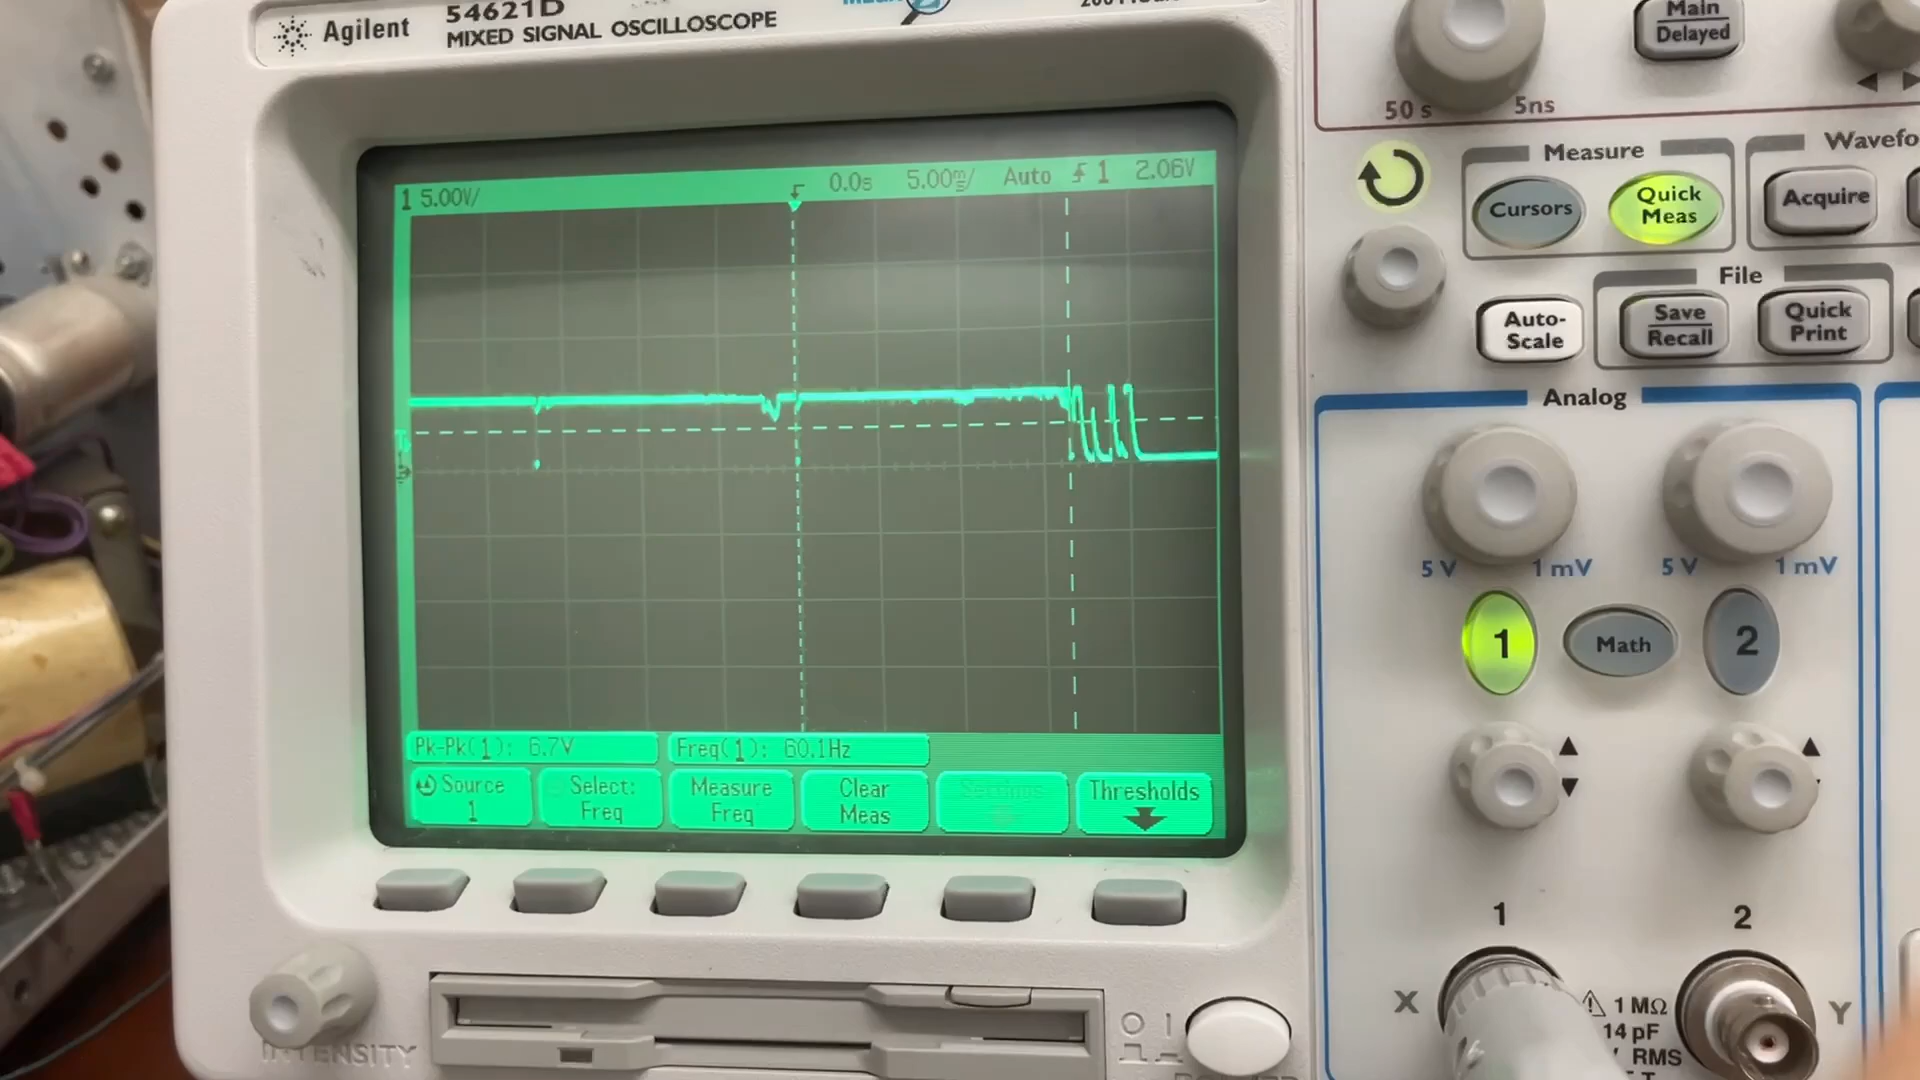 Agilent
54621D
MIXED SIGNAL OSCILLOSCOPE
Main
Delayed
50 s
5ns
Measure
Cursors
Quick
Meas
Acquire
File
Auto-
Scale
Save
Recall
Quick
Print
Analog
1 5.00V/
0.0s
5.00ms/
Auto
1
2.06V
5 V
1 mV
5 V
1 mV
1
Math
2
Pk-Pk(1): 6.7V
Freq(1): 60.1Hz
Source
1
Select:
Freq
Measure
Freq
Clear
Meas
Thresholds
1
2
X
1 MΩ
14 pF
RMS
Y
INTENSITY